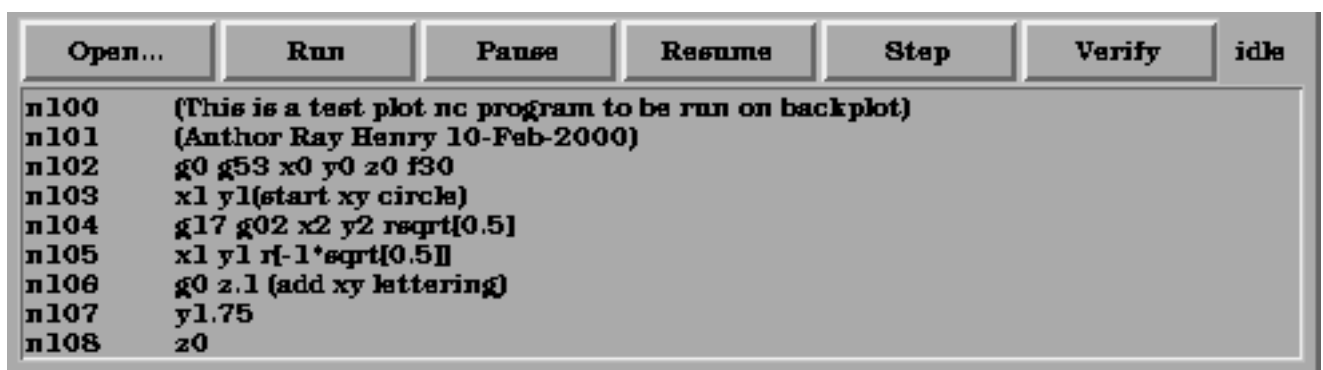 Open... Run Pause Resume Step Verify idle
n100 (This is a test plot nc program to be run on backplot)
n101 (Author Ray Henry 10-Feb-2000)
n102 g0 g53 x0 y0 z0 f30
n103 x1 y1(start xy circle)
n104 g17 g02 x2 y2 rsqrt[0.5]
n105 x1 y1 r[-1*sqrt[0.5]]
n106 g0 z.1 (add xy lettering)
n107 y1.75
n108 z0